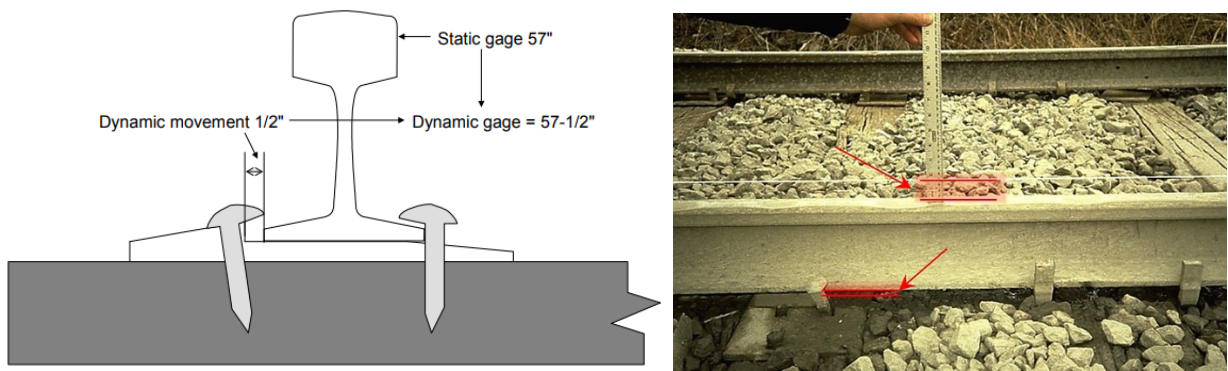 Static gage 57"
Dynamic movement 1/2"
Dynamic gage = 57-1/2"